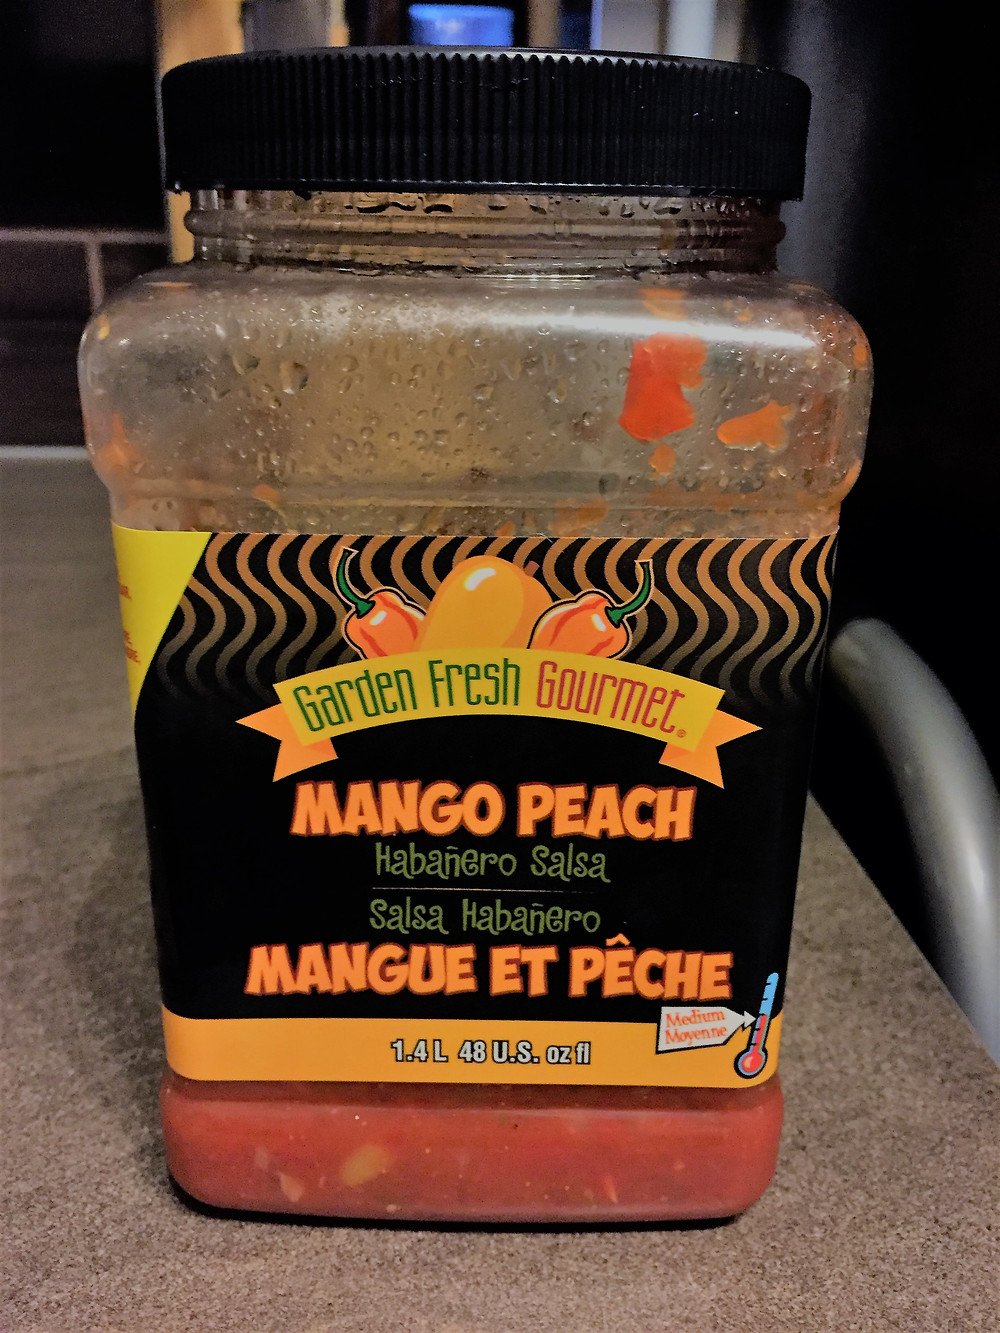 Garden Fresh Gourmet®
MANGO PEACH
Habañero Salsa
Salsa Habañero
MANGUE ET PÊCHE
Medium
Moyenne
1.4 L 48 U.S. oz fl